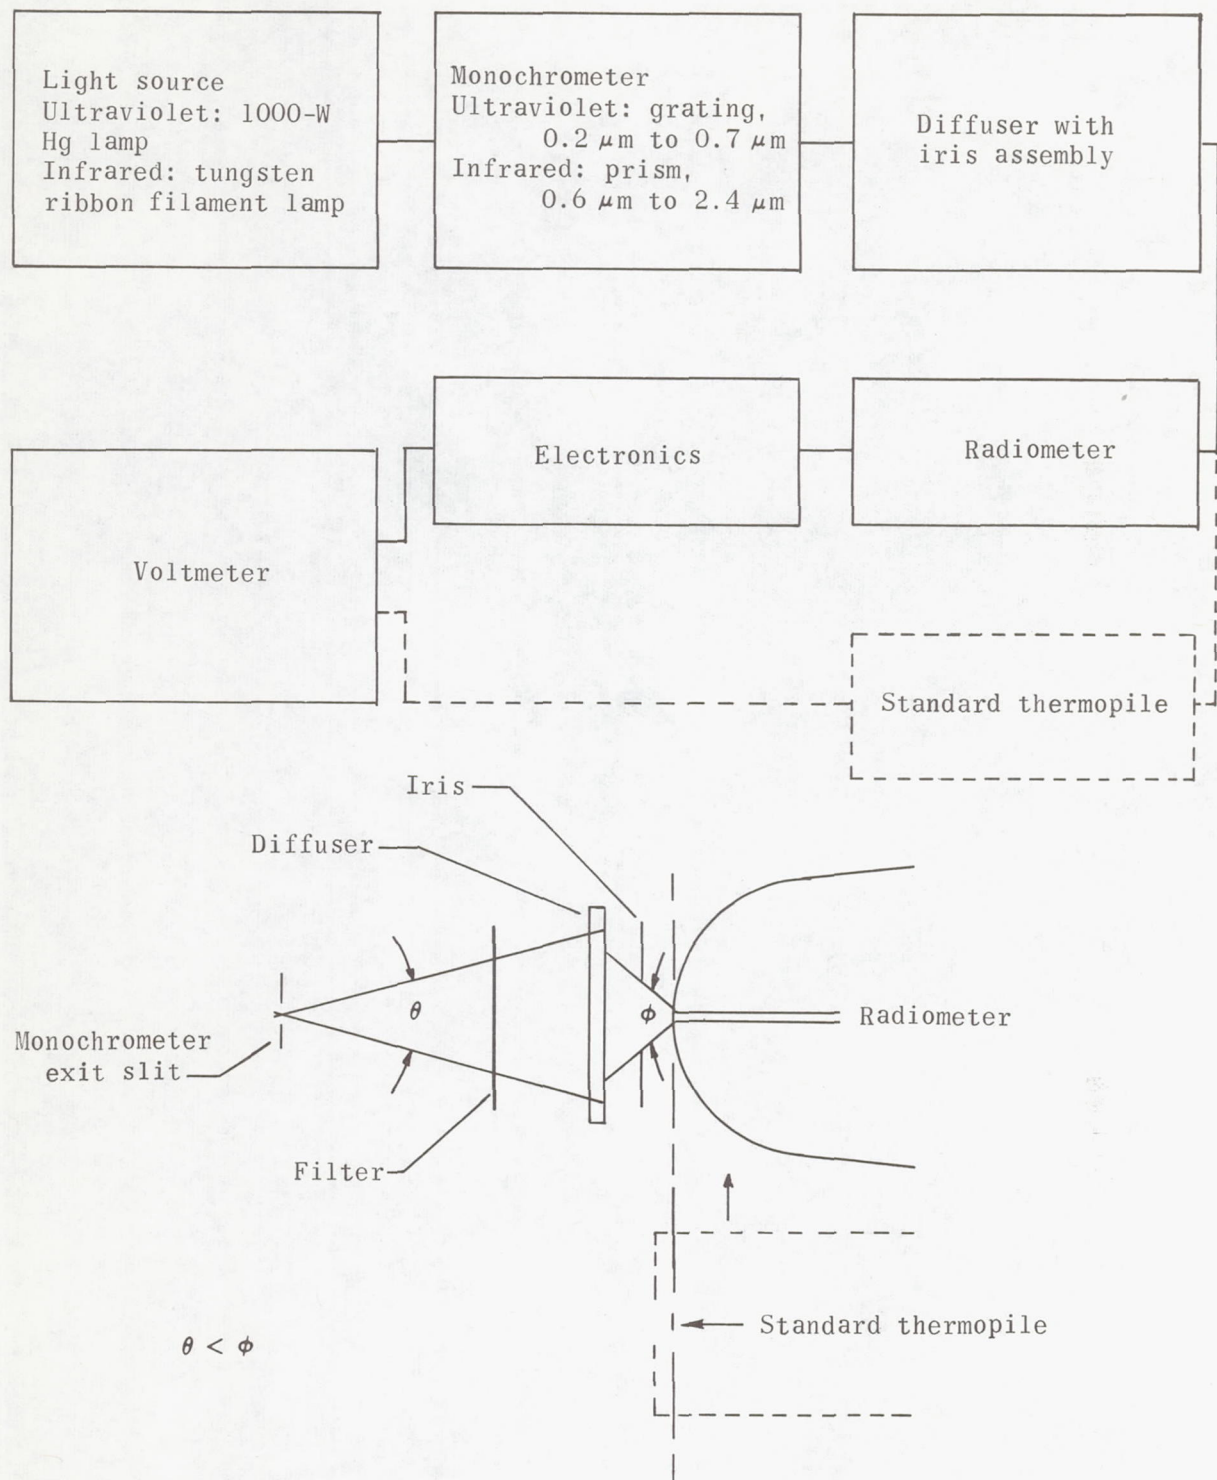 Light source
Ultraviolet: 1000-W
Hg lamp
Infrared: tungsten
ribbon filament lamp
Monochrometer
Ultraviolet: grating,
0.2 μm to 0.7 μm
Infrared: prism,
0.6 μm to 2.4 μm
Diffuser with
iris assembly
Electronics
Radiometer
Voltmeter
Standard thermopile
Iris
Diffuser
θ
ϕ
Radiometer
Monochrometer
exit slit
Filter
Standard thermopile
θ < ϕ